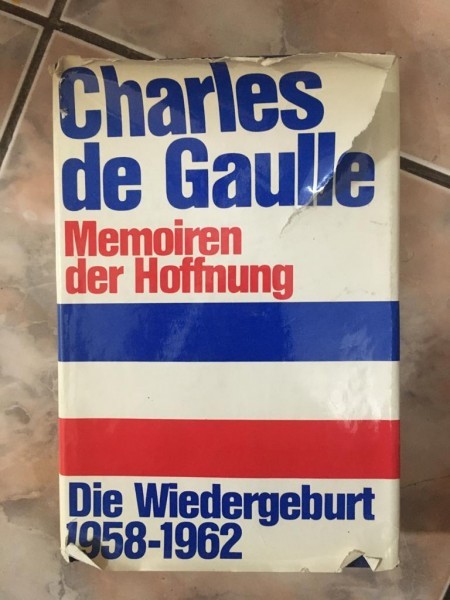 Charles
de Gaulle
Memoiren
der Hoffnung
Die Wiedergeburt
1958-1962